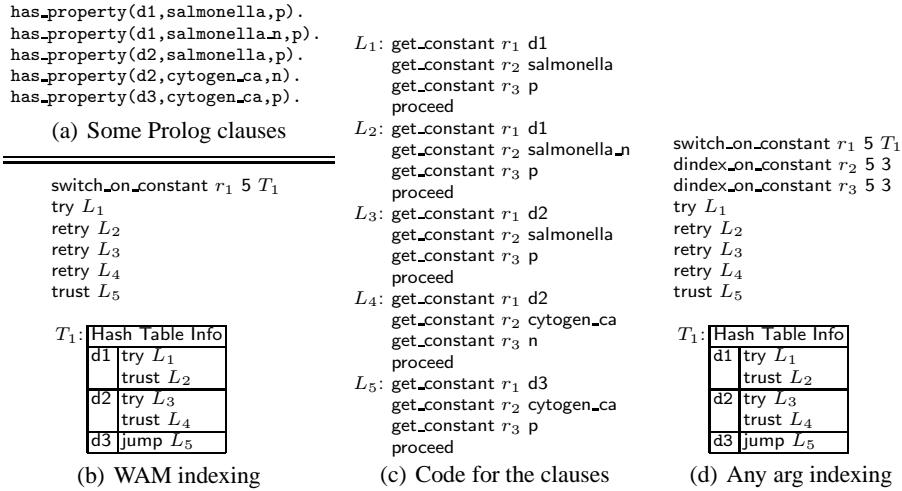 has_property(d1,salmonella,p).
has_property(d1,salmonella_n,p).
has_property(d2,salmonella,p).
has_property(d2,cytogen_ca,n).
has_property(d3,cytogen_ca,p).
(a) Some Prolog clauses
switch_on_constant r1 5 T1
try L1
retry L2
retry L3
retry L4
trust L5
T1: Hash Table Info
d1 try L1
trust L2
d2 try L3
trust L4
d3 jump L5
(b) WAM indexing
L1: get_constant r1 d1
get_constant r2 salmonella
get_constant r3 p
proceed
L2: get_constant r1 d1
get_constant r2 salmonella_n
get_constant r3 p
proceed
L3: get_constant r1 d2
get_constant r2 salmonella
get_constant r3 p
proceed
L4: get_constant r1 d2
get_constant r2 cytogen_ca
get_constant r3 n
proceed
L5: get_constant r1 d3
get_constant r2 cytogen_ca
get_constant r3 p
proceed
(c) Code for the clauses
switch_on_constant r1 5 T1
dindex_on_constant r2 5 3
dindex_on_constant r3 5 3
try L1
retry L2
retry L3
retry L4
trust L5
T1: Hash Table Info
d1 try L1
trust L2
d2 try L3
trust L4
d3 jump L5
(d) Any arg indexing